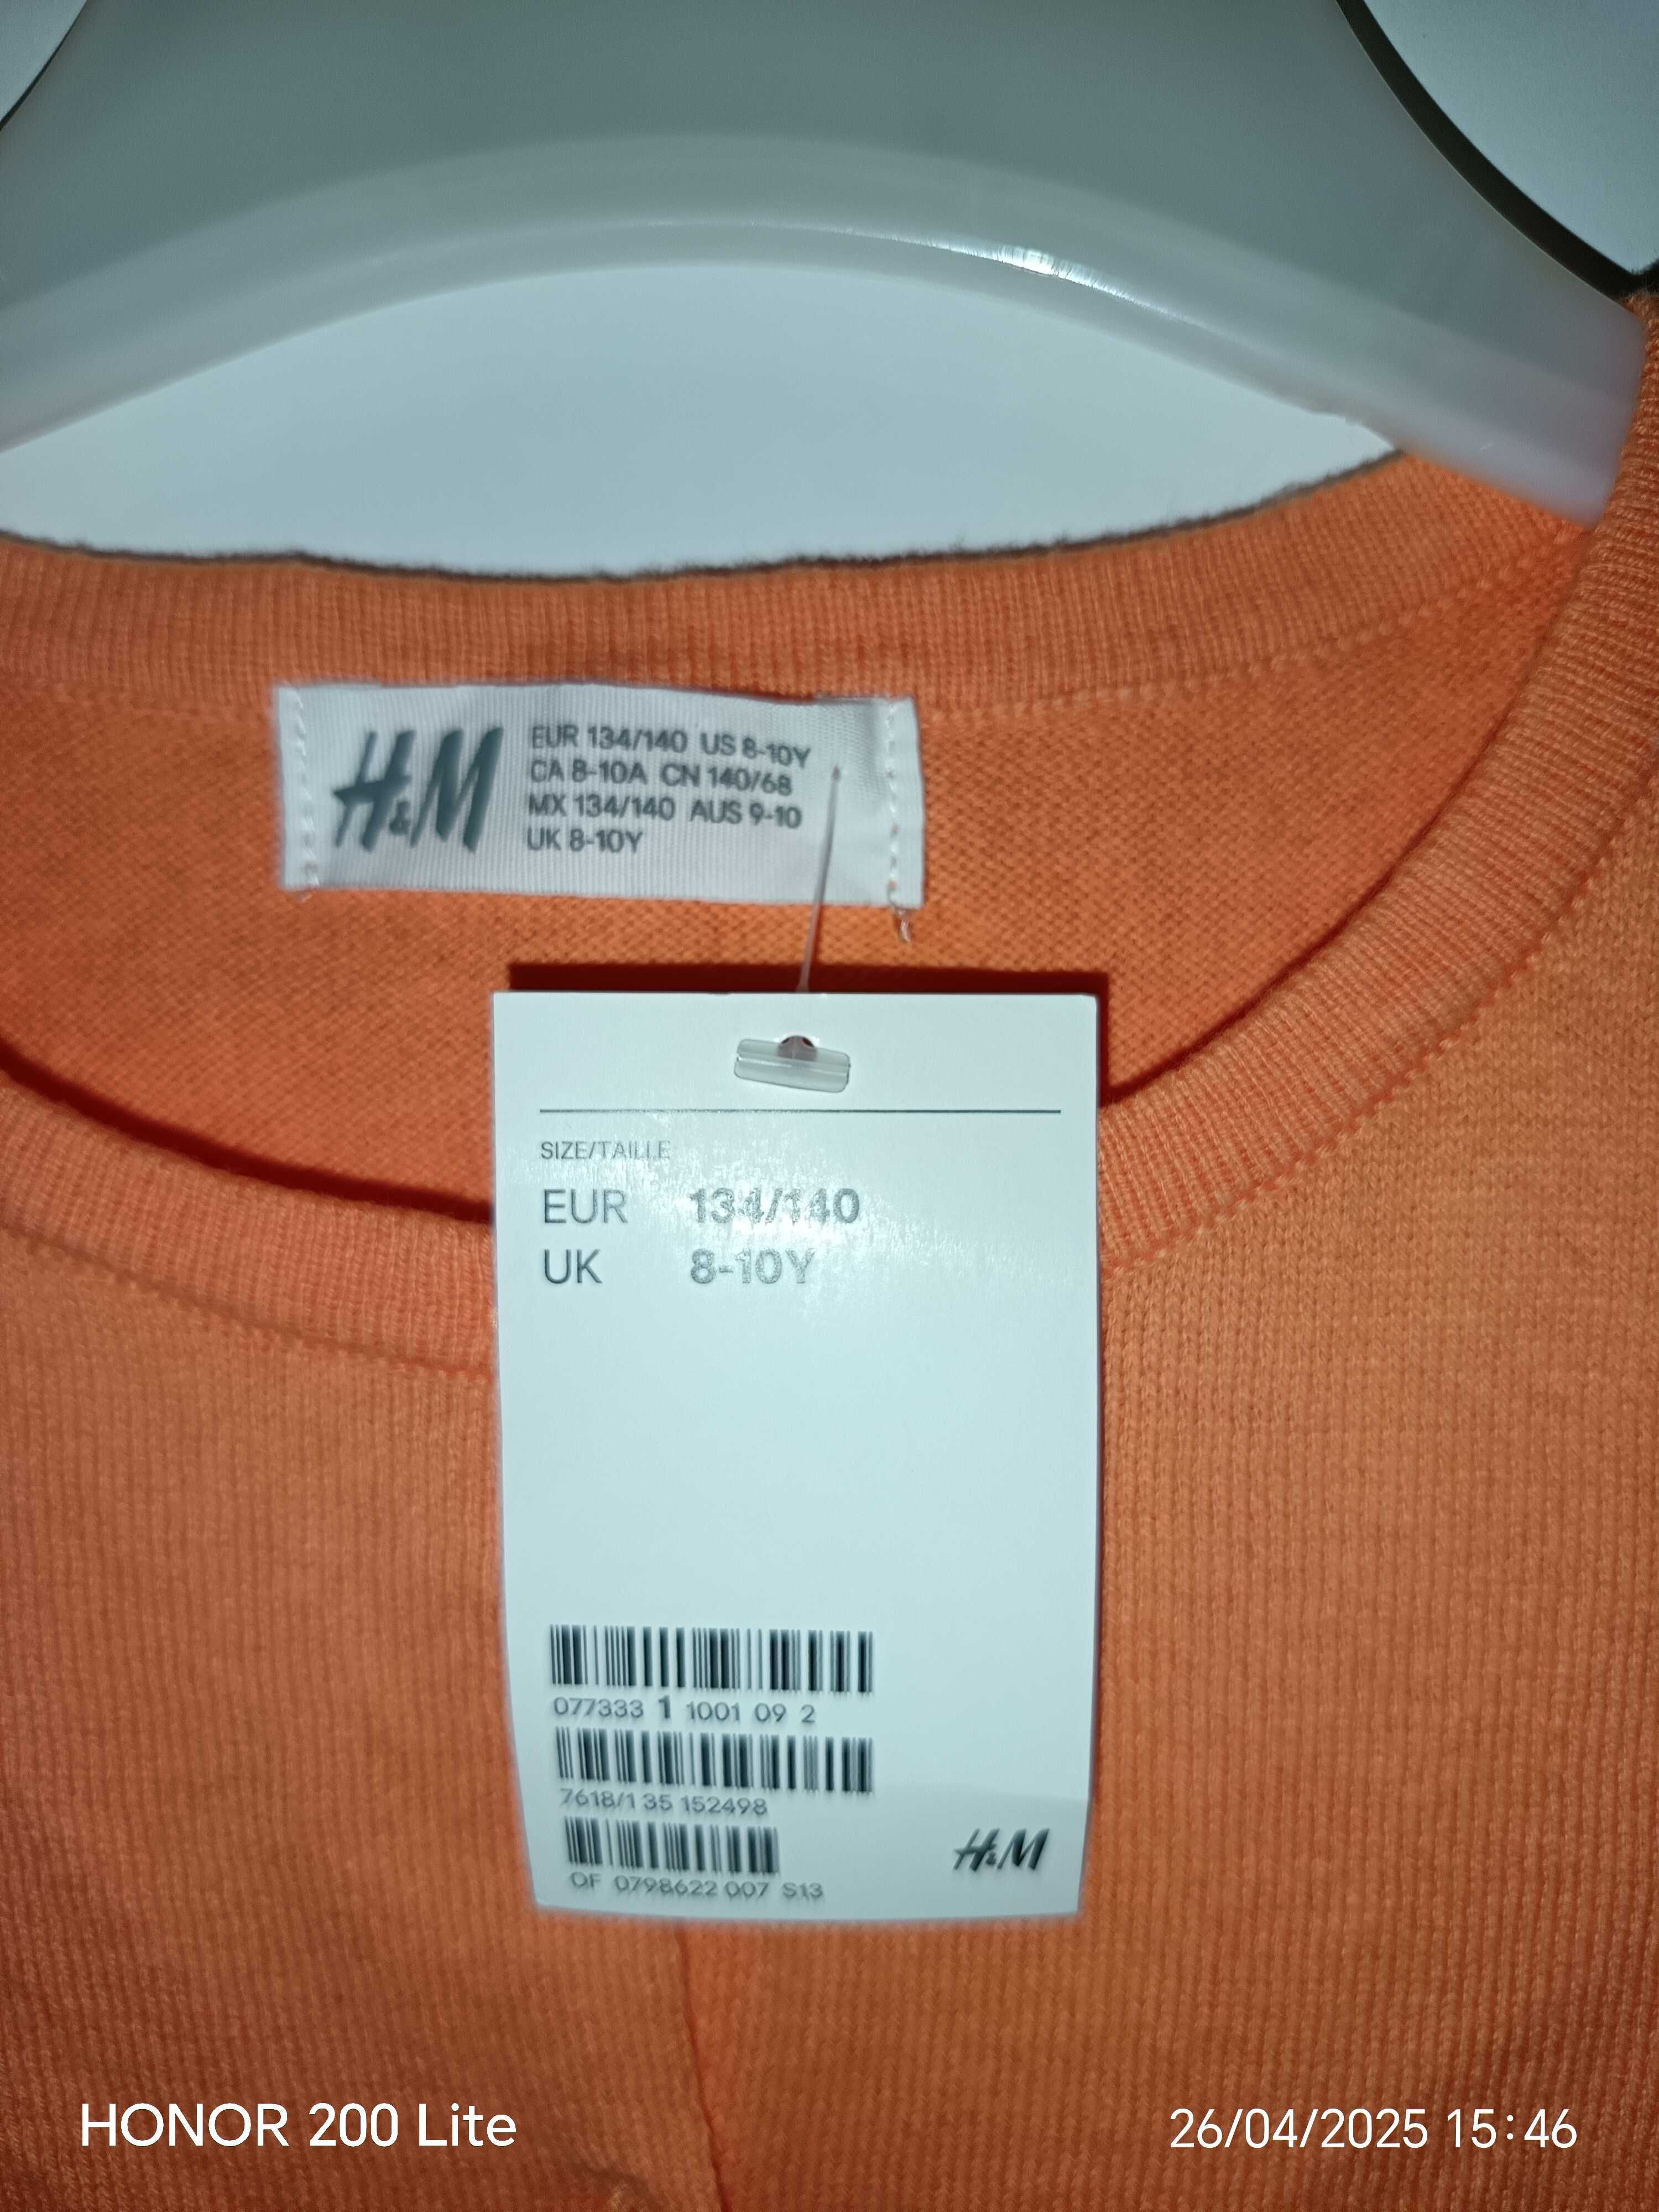 H&M
EUR 134/140 US 8-10Y
CA 8-10A CN 140/68
MX 134/140 AUS 9-10
UK 8-10Y
SIZE/TAILLE
EUR 134/140
UK 8-10Y
077333 1 1001 09 2
7618/1 35 152498
OF 0798622 007 S13
H&M
HONOR 200 Lite
26/04/2025 15:46